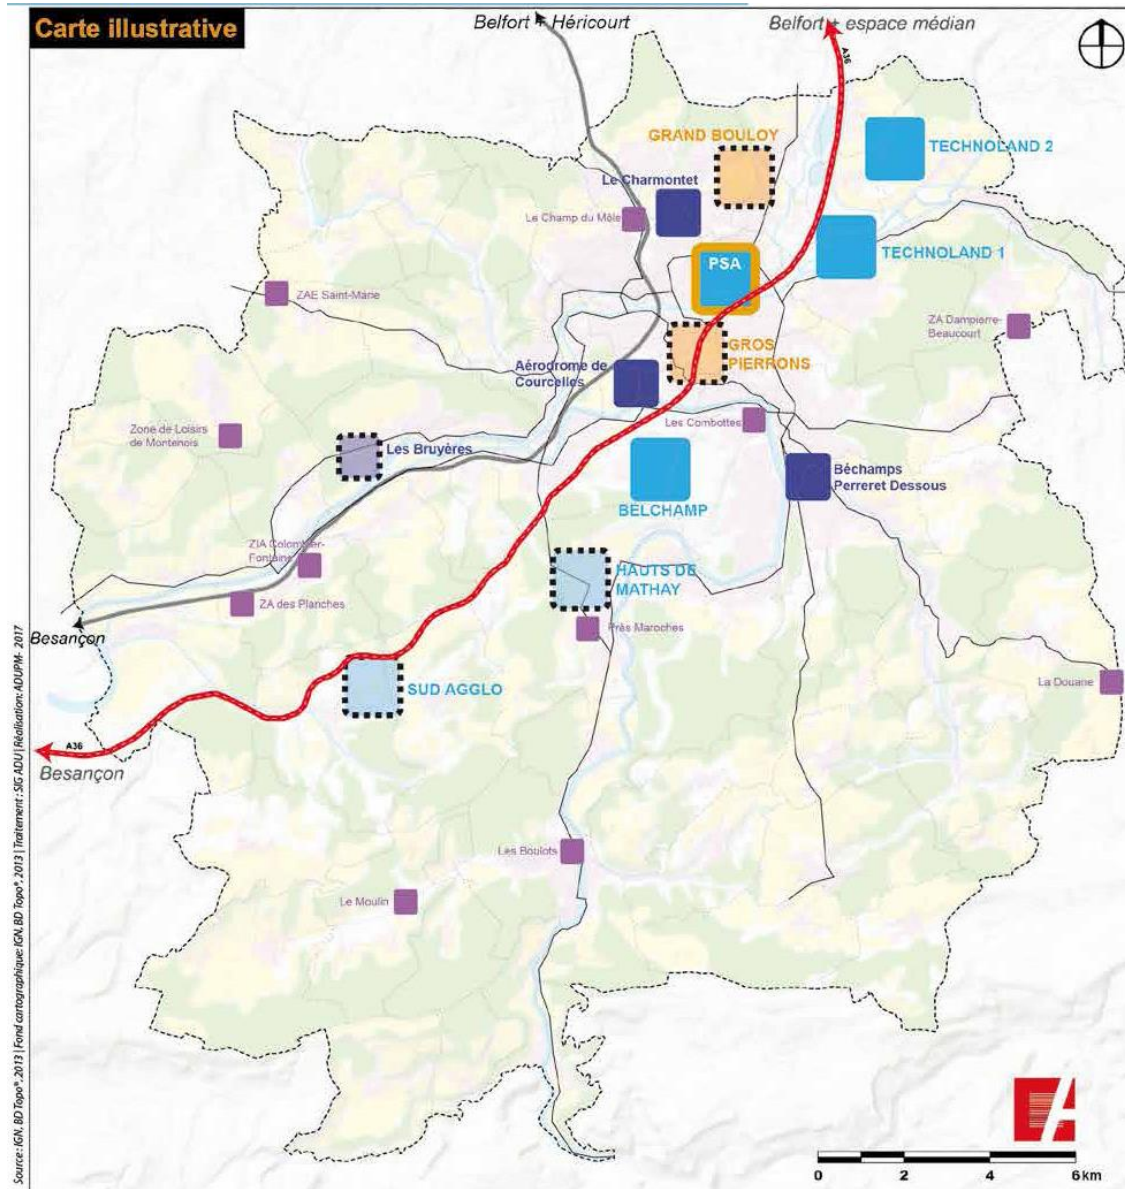 Carte illustrative
Belfort + Héricourt
Belfort + espace médian
A36
GRAND BOULOY
TECHNOLAND 2
Le Charmontet
Le Champ du Mêle
PSA
TECHNOLAND 1
ZAE Saint-Marie
ZA Dampierre-
Beaucourt
GROS
PIERRONS
Aérodrome de
Courcelles
Les Combottes
Zone de Loisirs
de Montenois
Les Bruyères
Béchamps
Perreret Dessous
BELCHAMP
ZIA Colombier-
Fontaine
HAUTS DE
MATHAY
ZA des Planches
Près Maroches
Besançon
SUD AGGLO
La Douane
A36
Besançon
Les Boulots
Le Moulin
0 2 4 6 km
Source: IGN, BD Topo®, 2013 | Fond cartographique: IGN, BD Topo®, 2013 | Traitement : SIG ADU | Réalisation: ADUPM- 2017